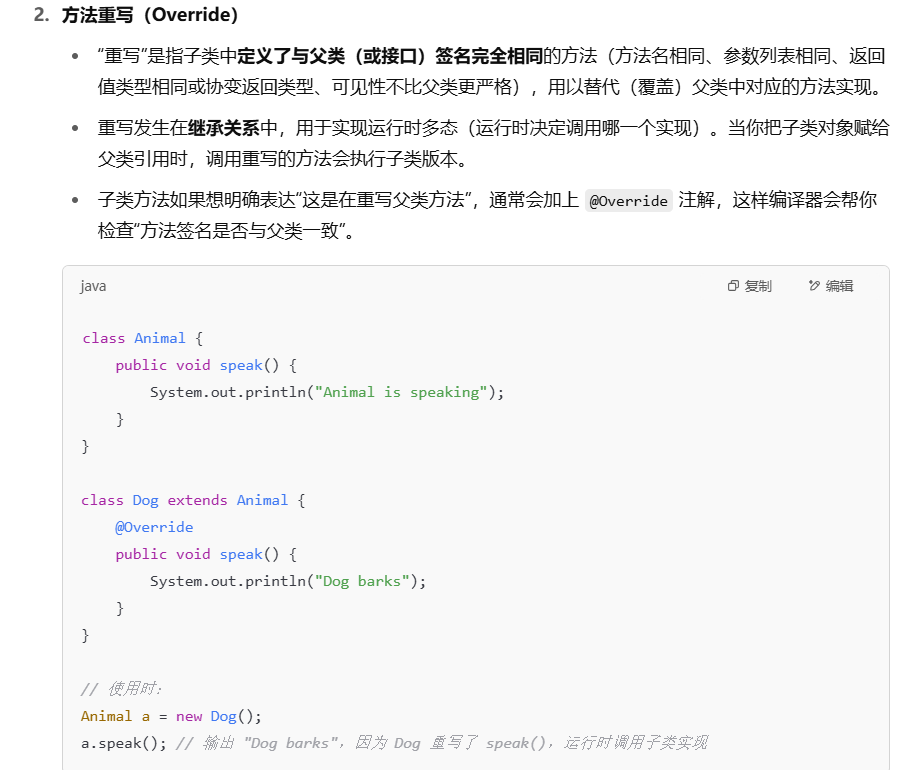 2. 方法重写（Override）
• “重写”是指子类中定义了与父类（或接口）签名完全相同的方法（方法名相同、参数列表相同、返回
值类型相同或协变返回类型、可见性不比父类更严格），用以替代（覆盖）父类中对应的方法实现。
• 重写发生在继承关系中，用于实现运行时多态（运行时决定调用哪一个实现）。当你把子类对象赋给
父类引用时，调用重写的方法会执行子类版本。
• 子类方法如果想明确表达“这是在重写父类方法”，通常会加上 @Override 注解，这样编译器会帮你
检查“方法签名是否与父类一致”。
java 复制 编辑
class Animal {
    public void speak() {
        System.out.println("Animal is speaking");
    }
}
class Dog extends Animal {
    @Override
    public void speak() {
        System.out.println("Dog barks");
    }
}
// 使用时：
Animal a = new Dog();
a.speak(); // 输出 "Dog barks"，因为 Dog 重写了 speak()，运行时调用子类实现